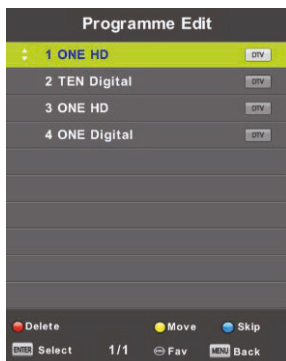 Programme Edit
1 ONE HD DTV
2 TEN Digital DTV
3 ONE HD DTV
4 ONE Digital DTV
Delete Move Skip
ENTER Select 1/1 Fav MENU Back